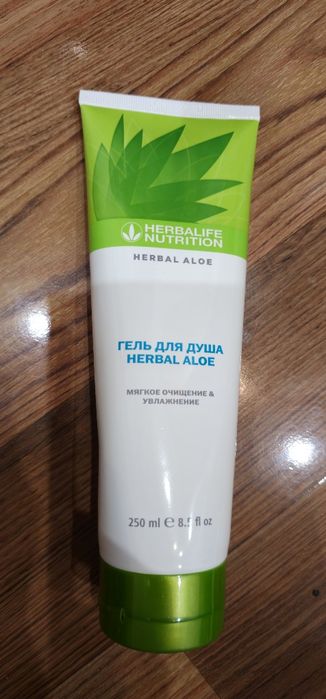 HERBALIFE
NUTRITION
HERBAL ALOE
ГЕЛЬ ДЛЯ ДУША
HERBAL ALOE
МЯГКОЕ ОЧИЩЕНИЕ &
УВЛАЖНЕНИЕ
250 ml ℮ 8.5 fl oz